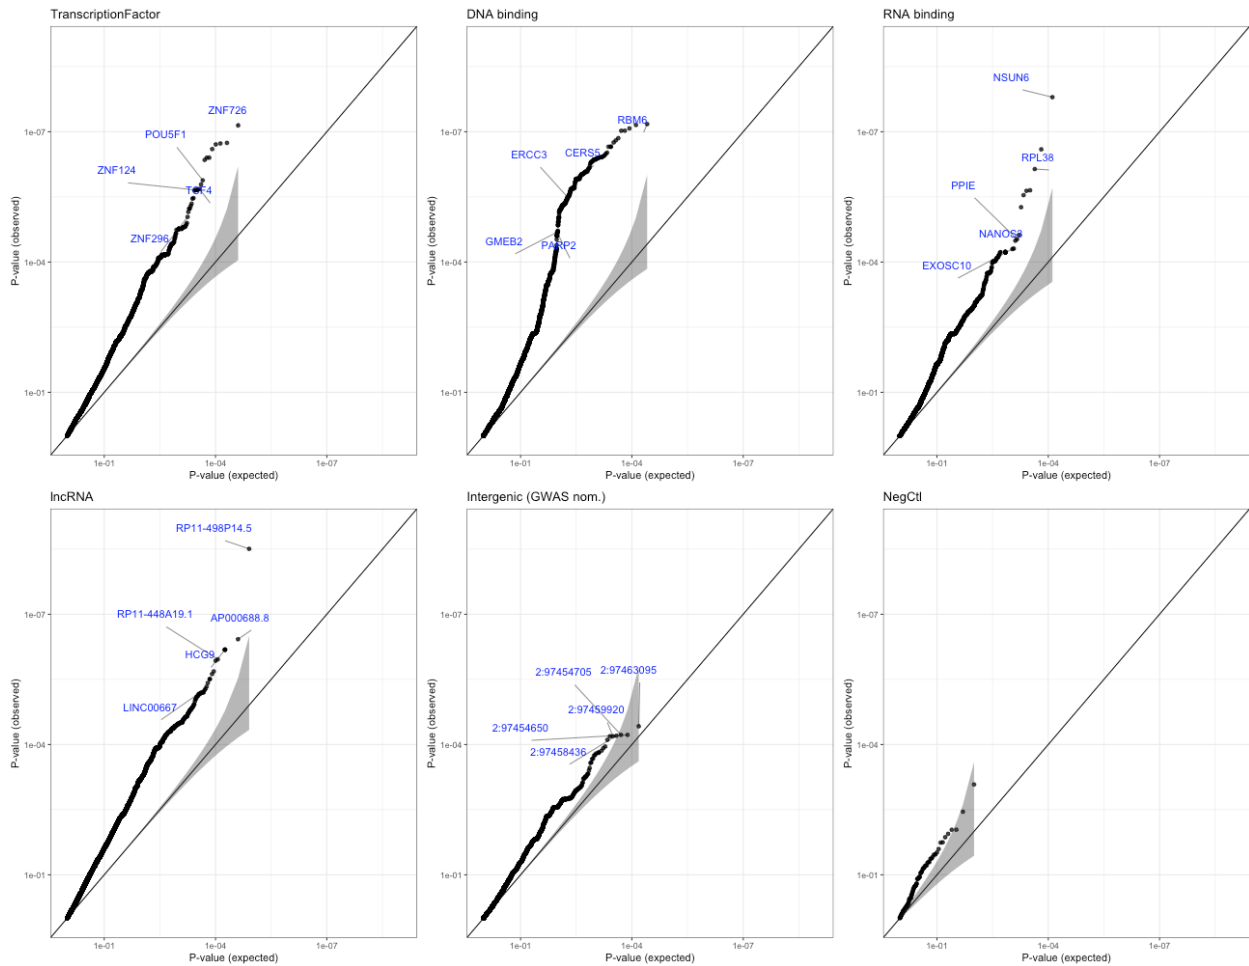 TranscriptionFactor
P-value (observed)
1e-07
1e-04
1e-01
ZNF726
POU5F1
ZNF124
TCF4
ZNF296
1e-01
1e-04
1e-07
P-value (expected)
DNA binding
P-value (observed)
1e-07
1e-04
1e-01
RBM6
ERCC3
CERS5
GMEB2
PARP2
1e-01
1e-04
1e-07
P-value (expected)
RNA binding
P-value (observed)
1e-07
1e-04
1e-01
NSUN6
RPL38
PPIE
NANOS3
EXOSC10
1e-01
1e-04
1e-07
P-value (expected)
lncRNA
P-value (observed)
1e-07
1e-04
1e-01
RP11-498P14.5
RP11-448A19.1
AP000688.8
HCG9
LINC00667
1e-01
1e-04
1e-07
P-value (expected)
Intergenic (GWAS nom.)
P-value (observed)
1e-07
1e-04
1e-01
2:97454705
2:97463095
2:97459920
2:97454650
2:97458436
1e-01
1e-04
1e-07
P-value (expected)
NegCtl
P-value (observed)
1e-07
1e-04
1e-01
1e-01
1e-04
1e-07
P-value (expected)